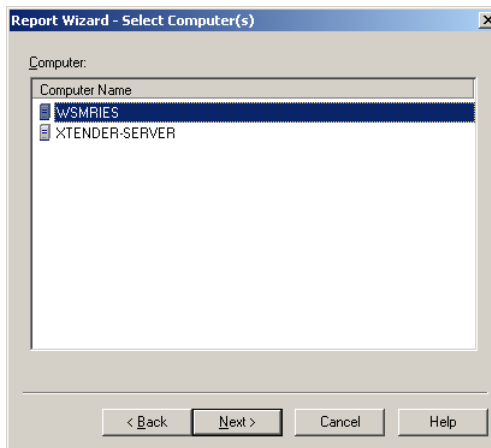 Report Wizard - Select Computer(s)
Computer:
Computer Name
WSMRIES
XTENDER-SERVER
< Back Next > Cancel Help